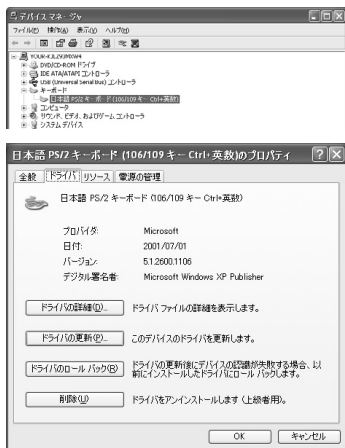 デバイス マネージャ
ファイル(F) 操作(A) 表示(V) ヘルプ(H)
DVD/CD-ROM ドライブ
IDE ATA/ATAPI コントローラ
USB (Universal Serial Bus) コントローラ
キーボード
日本語 PS/2 キーボード (106/109 キー Ctrl+英数)
コンピュータ
サウンド、ビデオ、およびゲーム コントローラ
システム デバイス
日本語 PS/2 キーボード (106/109 キー Ctrl+英数)のプロパティ
全般 ドライバ リソース 電源の管理
日本語 PS/2 キーボード (106/109 キー Ctrl+英数)
プロバイダ: Microsoft
日付: 2001/07/01
バージョン: 5.1.2600.1106
デジタル署名者: Microsoft Windows XP Publisher
ドライバの詳細(D)... ドライバ ファイルの詳細を表示します。
ドライバの更新(P)... このデバイスのドライバを更新します。
ドライバのロール バック(R) ドライバの更新後にデバイスの認識が失敗する場合、以
前にインストールしたドライバにロール バックします。
削除(U) ドライバをアンインストールします (上級者用)。
OK キャンセル